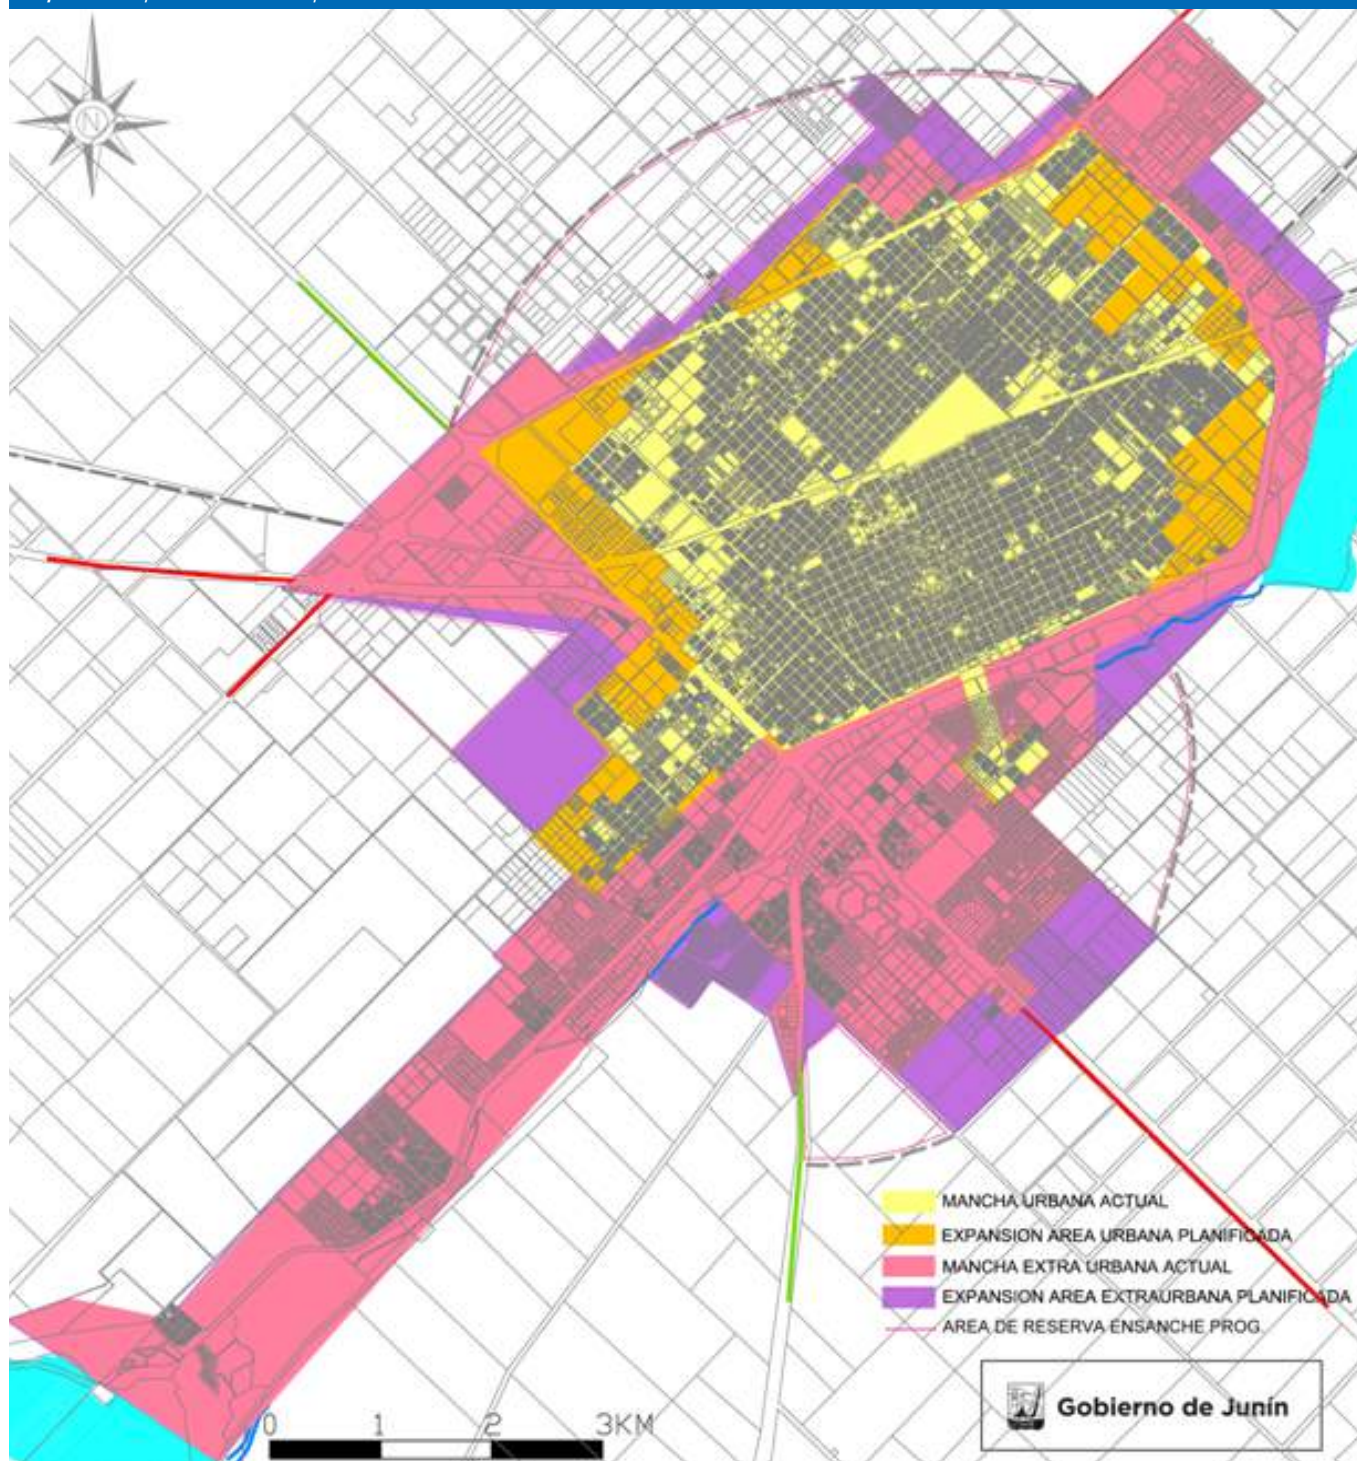 N
MANCHA URBANA ACTUAL
EXPANSION AREA URBANA PLANIFICADA
MANCHA EXTRA URBANA ACTUAL
EXPANSION AREA EXTRAURBANA PLANIFICADA
AREA DE RESERVA ENSANCHE PROG.
Gobierno de Junín
0 1 2 3KM